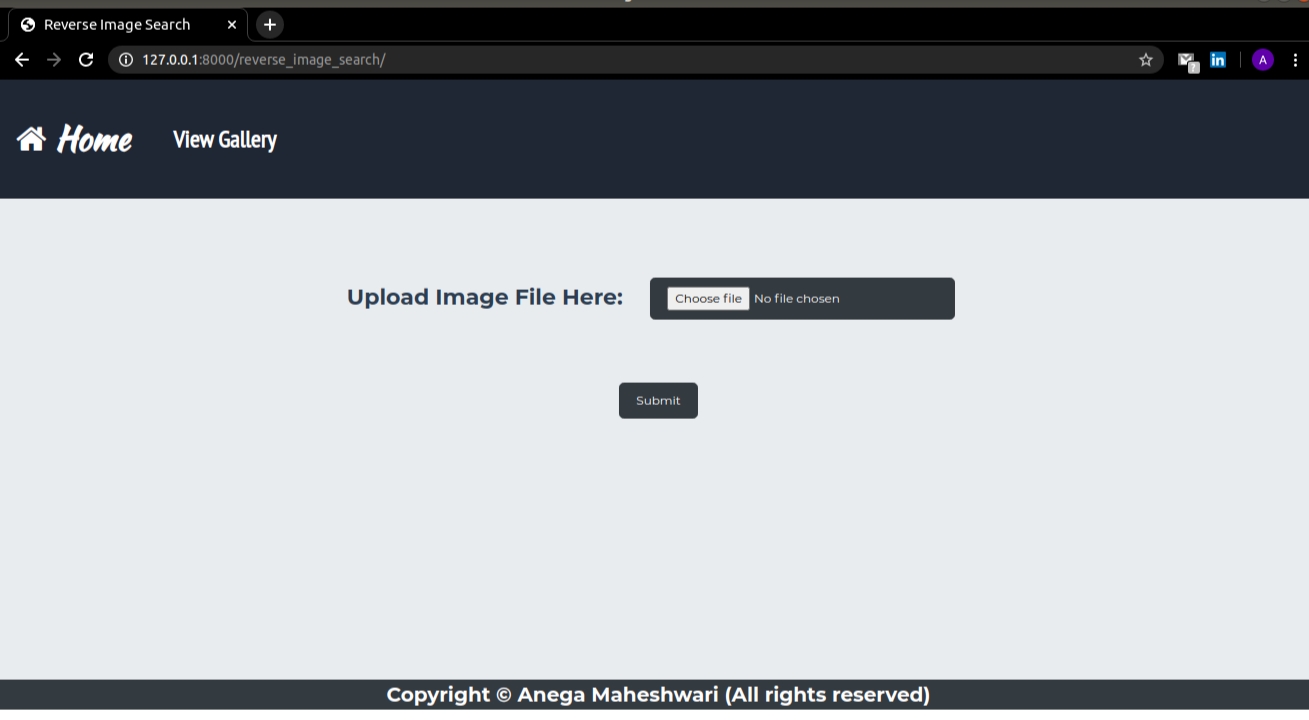 Reverse Image Search
127.0.0.1:8000/reverse_image_search/
in
A
?
Home View Gallery
Upload Image File Here: Choose file No file chosen
Submit
Copyright © Anega Maheshwari (All rights reserved)